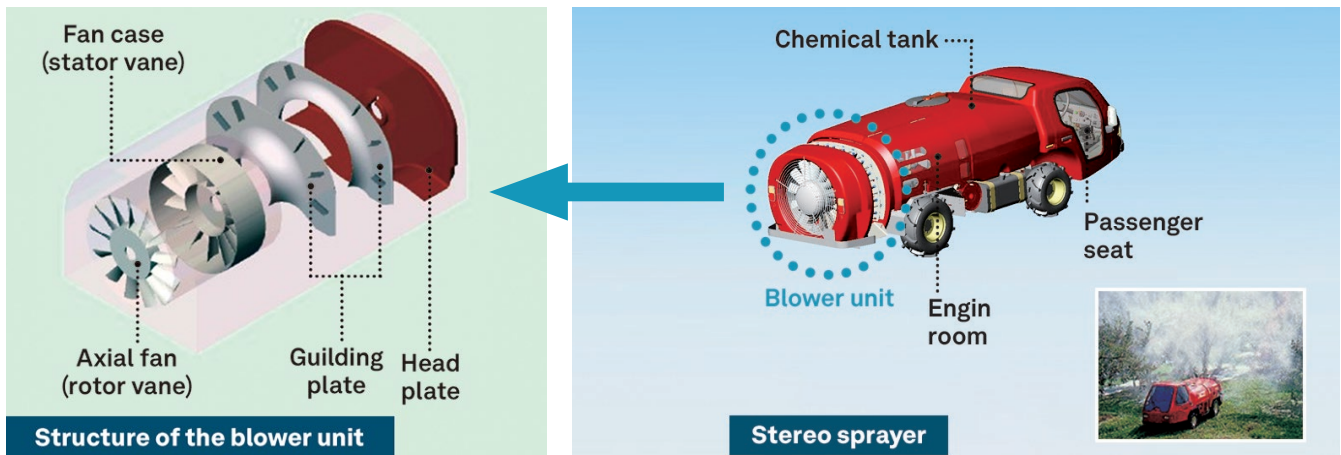 Fan case
(stator vane)
Axial fan
(rotor vane)
Guilding
plate
Head
plate
Structure of the blower unit
Chemical tank
Passenger
seat
Blower unit
Engin
room
Stereo sprayer